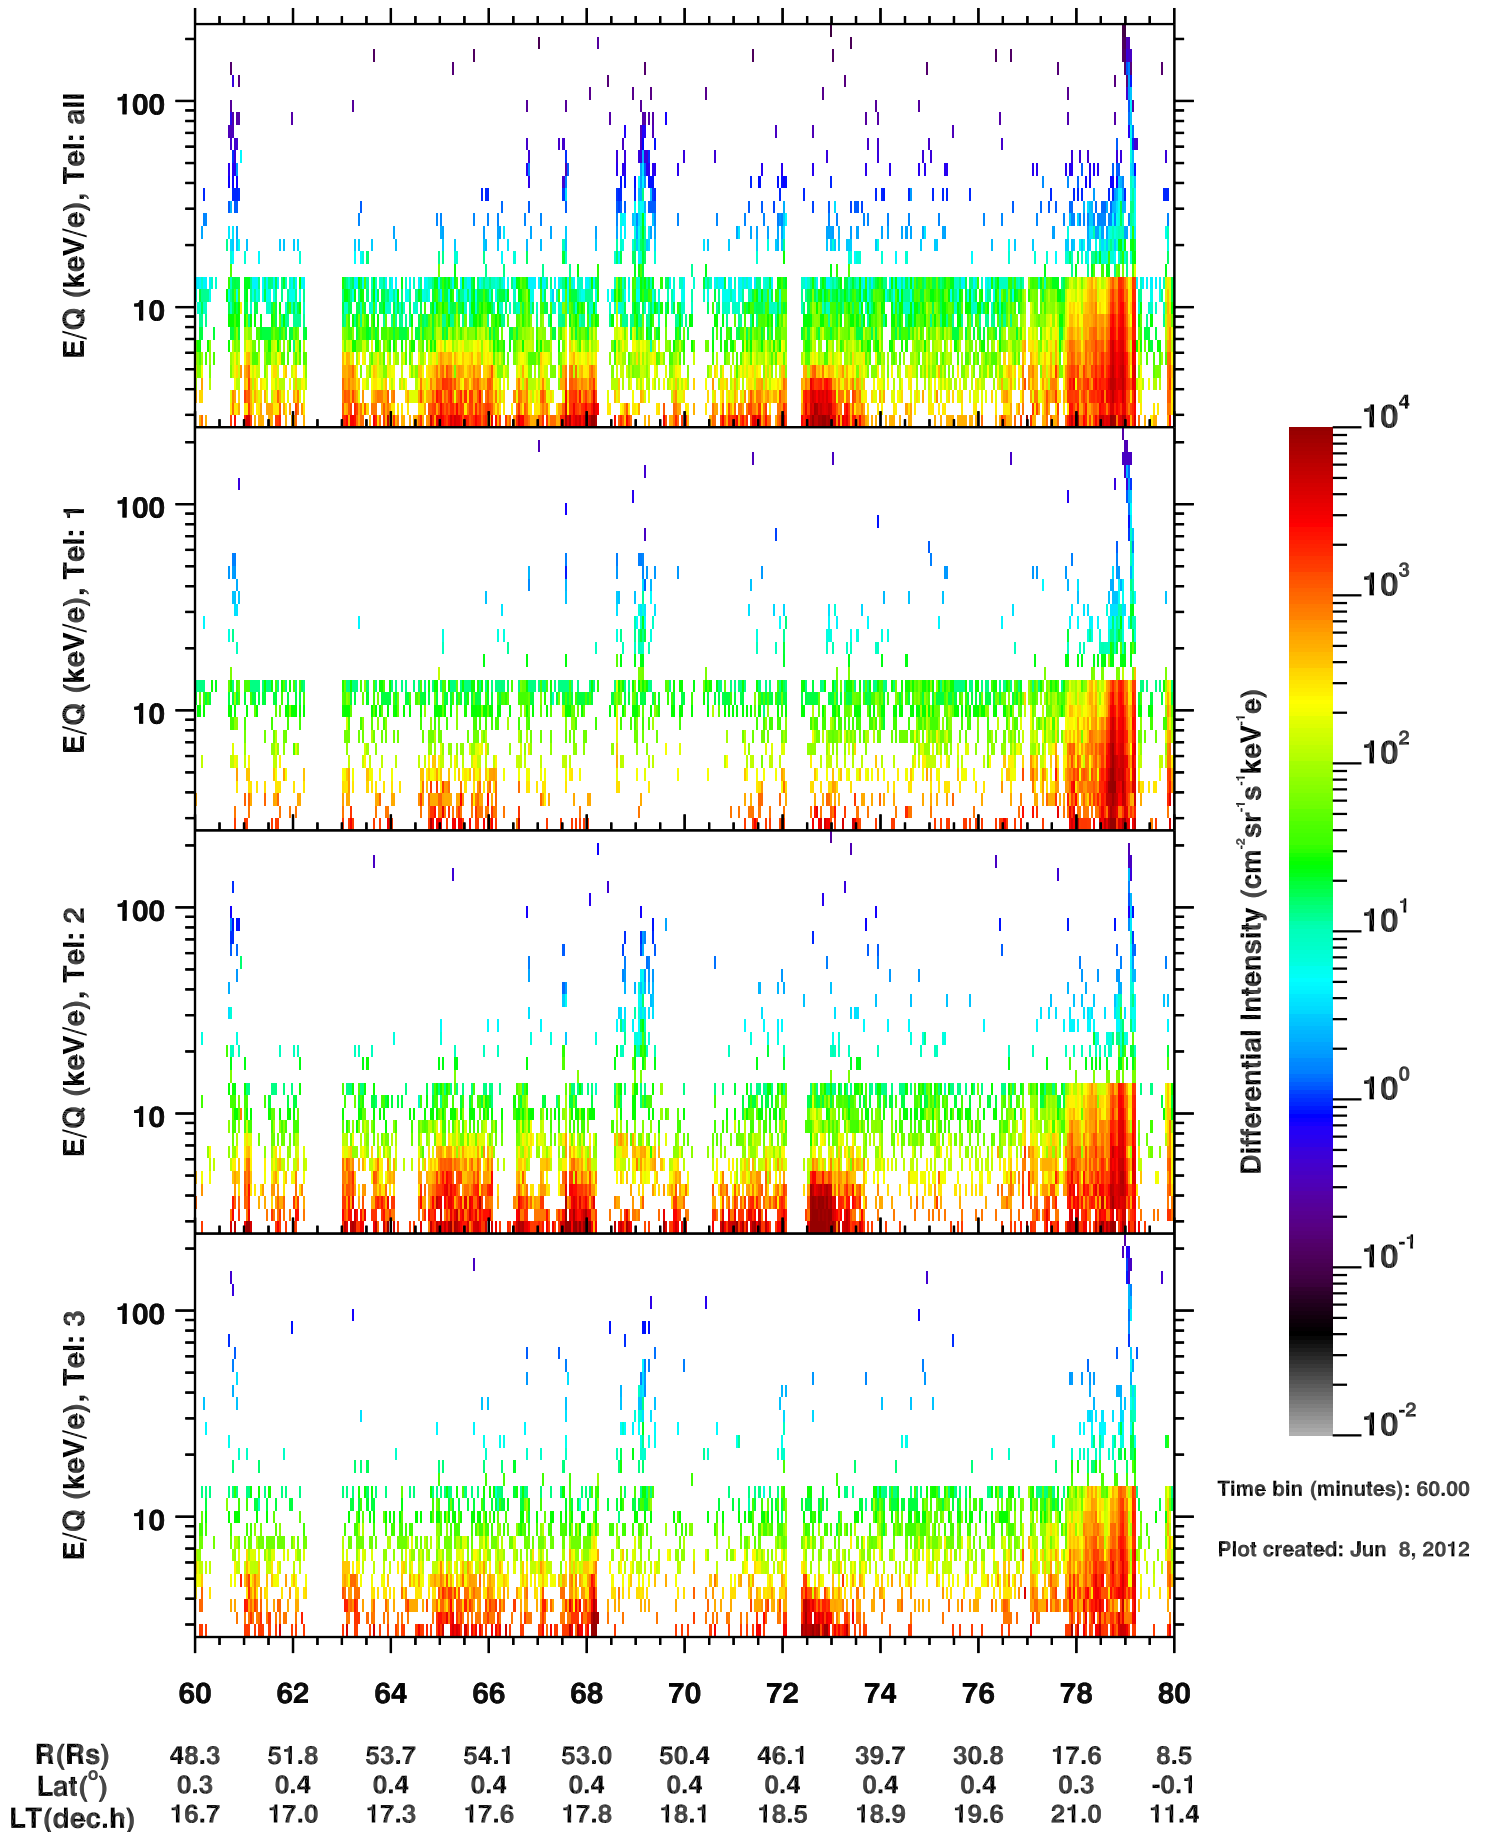 E/Q (keV/e), Tel: all
100
10
E/Q (keV/e), Tel: 1
100
10
E/Q (keV/e), Tel: 2
100
10
E/Q (keV/e), Tel: 3
100
10
60 62 64 66 68 70 72 74 76 78 80
R(Rs) 48.3 51.8 53.7 54.1 53.0 50.4 46.1 39.7 30.8 17.6 8.5
Lat(°) 0.3 0.4 0.4 0.4 0.4 0.4 0.4 0.4 0.4 0.3 -0.1
LT(dec.h) 16.7 17.0 17.3 17.6 17.8 18.1 18.5 18.9 19.6 21.0 11.4
Differential Intensity (cm⁻²sr⁻¹s⁻¹keV⁻¹e)
10⁴
10³
10²
10¹
10⁰
10⁻¹
10⁻²
Time bin (minutes): 60.00
Plot created: Jun 8, 2012